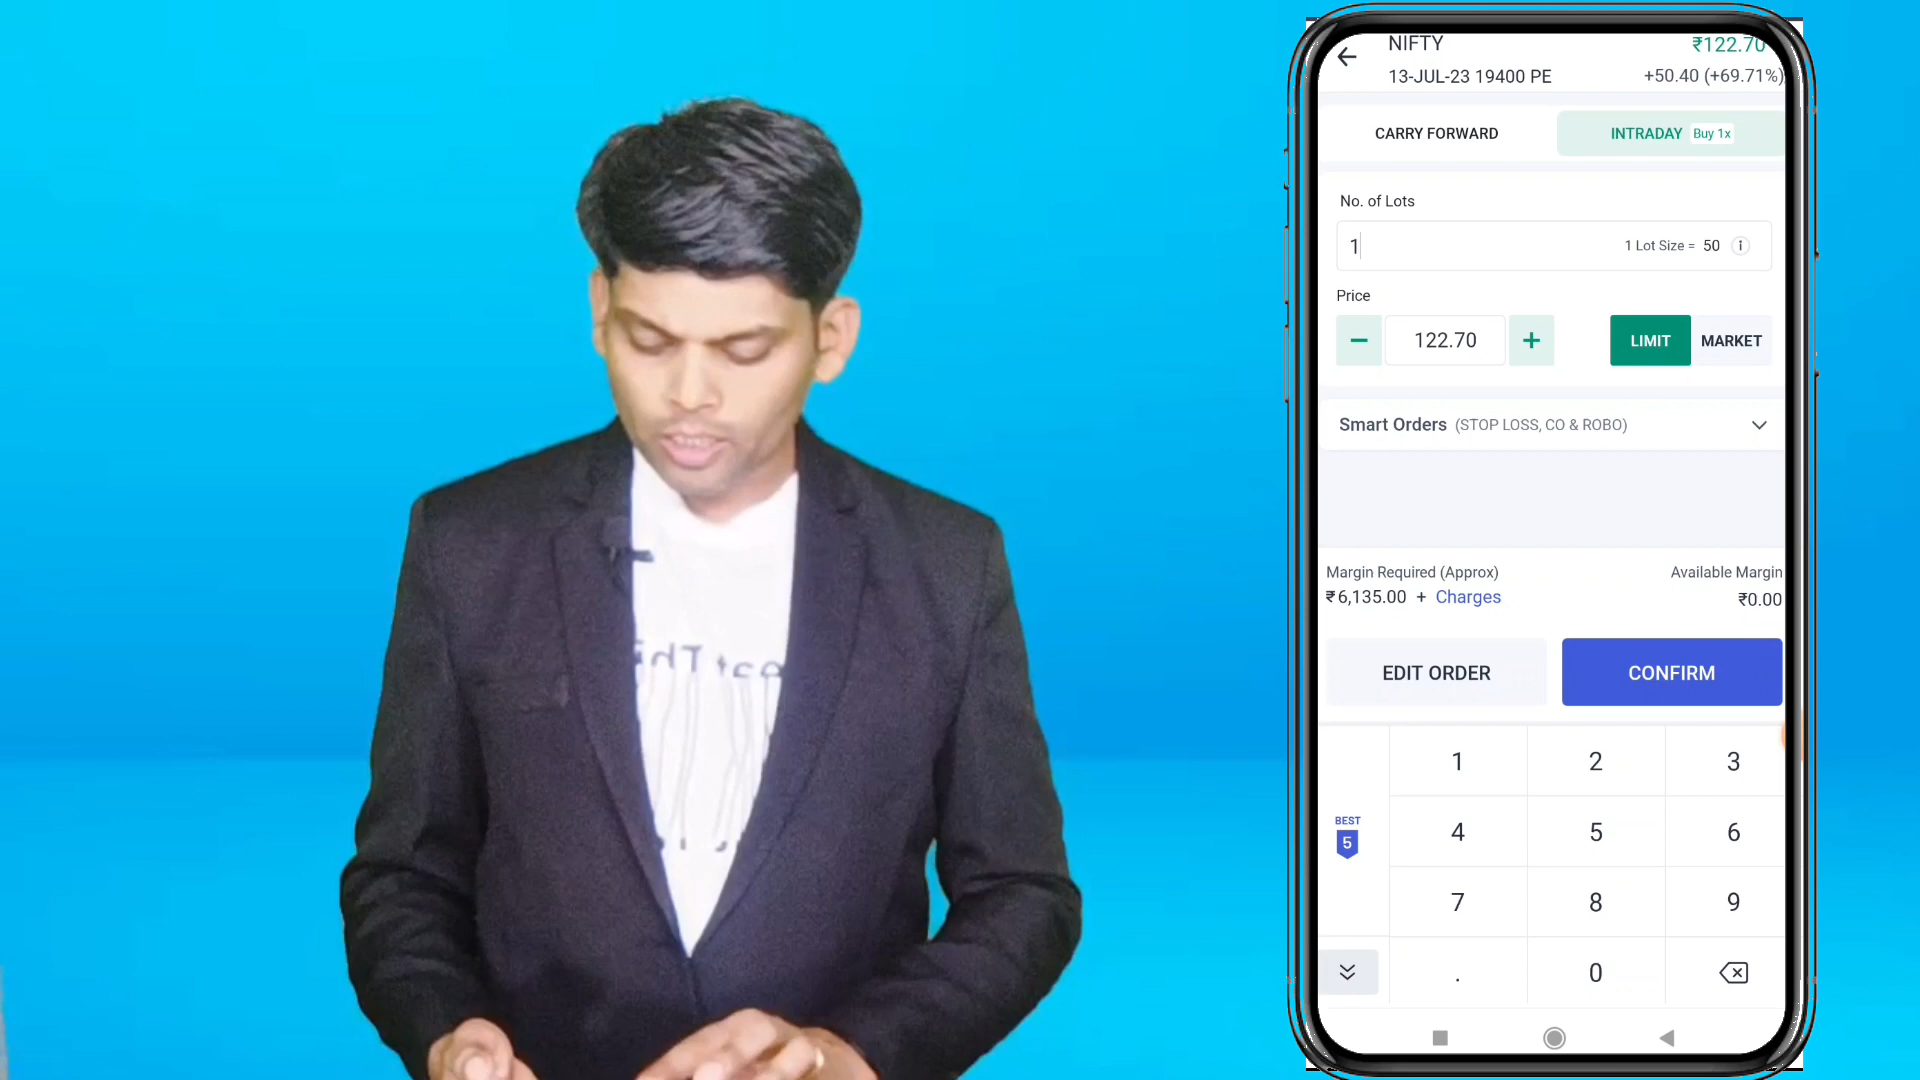 NIFTY
₹122.70
13-JUL-23 19400 PE
+50.40 (+69.71%)
CARRY FORWARD
INTRADAY Buy 1x
No. of Lots
1
1 Lot Size = 50
Price
− 122.70 +
LIMIT MARKET
Smart Orders (STOP LOSS, CO & ROBO)
Margin Required (Approx)
Available Margin
₹6,135.00 + Charges
₹0.00
EDIT ORDER
CONFIRM
1 2 3
BEST
5
4 5 6
7 8 9
. 0